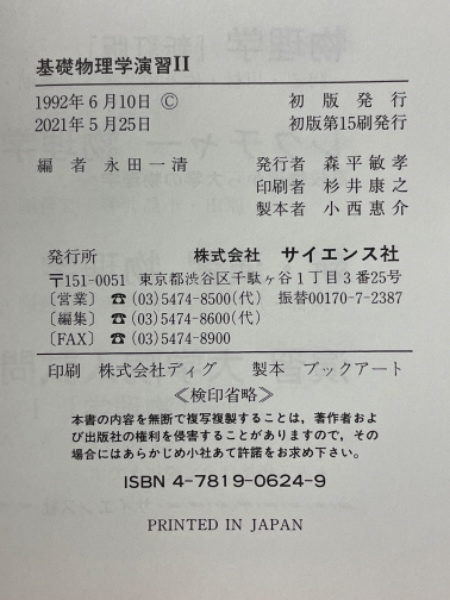 基礎物理学演習II
1992年6月10日 © 初版発行
2021年5月25日 初版第15刷発行
編者 永田一清 発行者 森平敏孝
印刷者 杉井康之
製本者 小西惠介
発行所 株式会社 サイエンス社
〒151-0051 東京都渋谷区千駄ヶ谷1丁目3番25号
〔営業〕 ☎ (03)5474-8500(代) 振替00170-7-2387
〔編集〕 ☎ (03)5474-8600(代)
〔FAX〕 ☎ (03)5474-8900
印刷 株式会社ディグ 製本 ブックアート
《検印省略》
本書の内容を無断で複写複製することは，著作者およ
び出版社の権利を侵害することがありますので，その
場合にはあらかじめ小社あて許諾をお求め下さい。
ISBN 4-7819-0624-9
PRINTED IN JAPAN